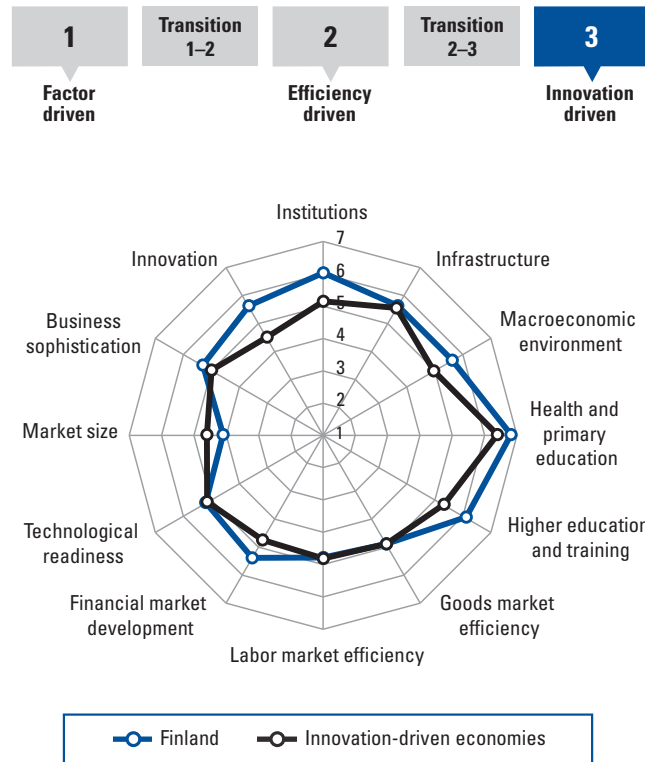 1
Transition
1–2
2
Transition
2–3
3
Factor
driven
Efficiency
driven
Innovation
driven
Institutions
7
6
5
4
3
2
1
Infrastructure
Macroeconomic
environment
Health and
primary
education
Higher education
and training
Goods market
efficiency
Labor market efficiency
Financial market
development
Technological
readiness
Market size
Business
sophistication
Innovation
Finland
Innovation-driven economies